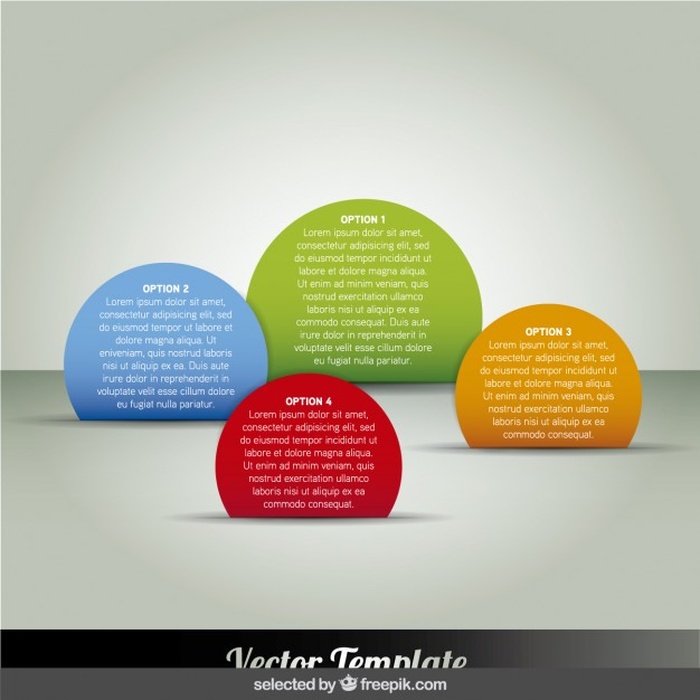 OPTION 1
Lorem ipsum dolor sit amet,
consectetur adipisicing elit, sed
do eiusmod tempor incididunt ut
labore et dolore magna aliqua.
Ut enim ad minim veniam, quis
nostrud exercitation ullamco
laboris nisi ut aliquip ex ea
commodo consequat. Duis aute
irure dolor in reprehenderit in
voluptate velit esse cillum dolore
eu fugiat nulla pariatur.
OPTION 2
Lorem ipsum dolor sit amet,
consectetur adipisicing elit, sed
do eiusmod tempor incididunt ut
labore et dolore magna aliqua. Ut
eniveniam, quis nisi ut aliquip ex ea
commodo consequat. Duis aute
irure dolor in reprehenderit in
voluptate velit esse cillum dolore
eu fugiat nulla pariatur.
OPTION 3
Lorem ipsum dolor sit amet,
consectetur adipisicing elit, sed
do eiusmod tempor incididunt ut
labore et dolore magna aliqua.
Ut enim ad minim veniam, quis
nostrud exercitation ullamco
laboris nisi ut aliquip ex ea
commodo consequat.
OPTION 4
Lorem ipsum dolor sit amet,
consectetur adipisicing elit, sed
do eiusmod tempor incididunt ut
labore et dolore magna aliqua.
Ut enim ad minim veniam, quis
nostrud exercitation ullamco
laboris nisi ut aliquip ex ea
commodo consequat.
Vector Template
selected by freepik.com